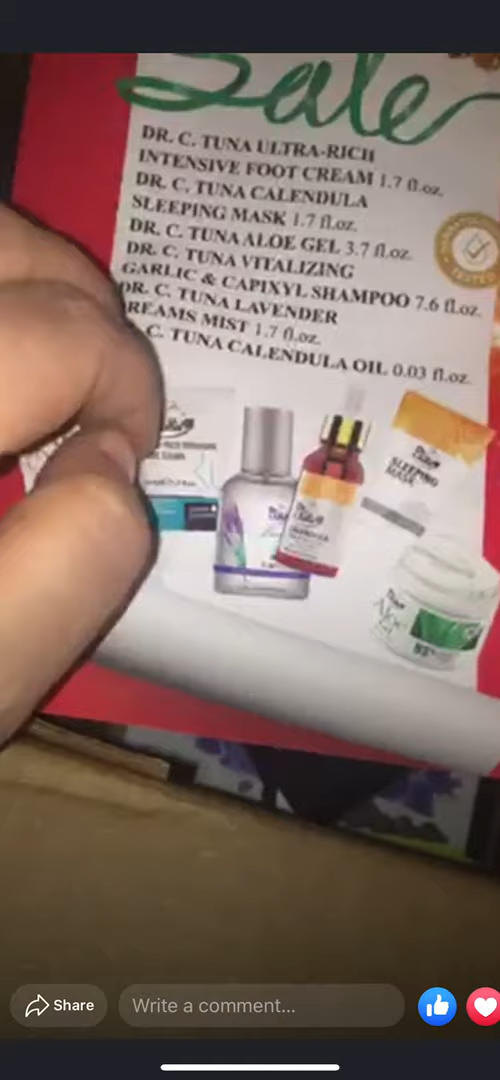 Sale
DR. C. TUNA ULTRA-RICH
INTENSIVE FOOT CREAM 1.7 fl.oz.
DR. C. TUNA CALENDULA
SLEEPING MASK 1.7 fl.oz.
DR. C. TUNA ALOE GEL 3.7 fl.oz.
DR. C. TUNA VITALIZING
GARLIC & CAPIXYL SHAMPOO 7.6 fl.oz.
DR. C. TUNA LAVENDER
REAMS MIST 1.7 fl.oz.
C. TUNA CALENDULA OIL 0.03 fl.oz.
SLEEPING
MASK
Share
Write a comment...